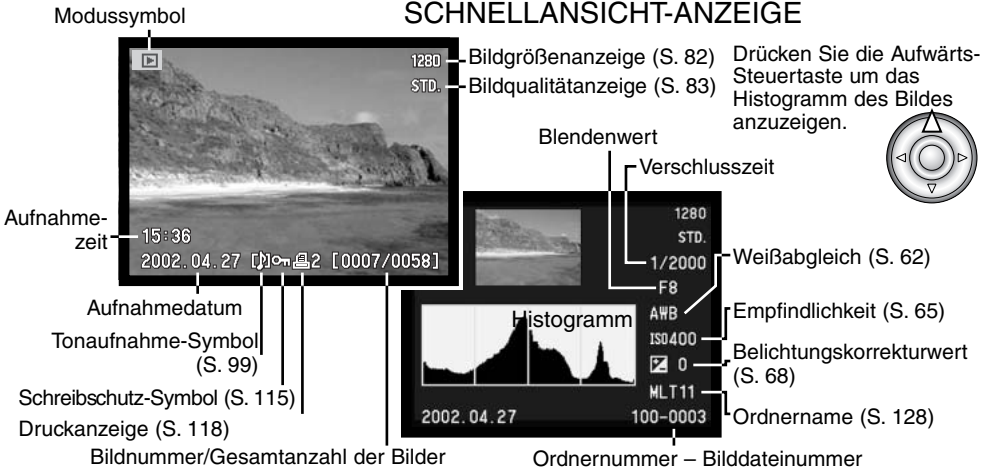 SCHNELLANSICHT-ANZEIGE
Modussymbol
1280
STD.
Bildgrößenanzeige (S. 82)
Bildqualitätanzeige (S. 83)
Drücken Sie die Aufwärts-
Steuertaste um das
Histogramm des Bildes
anzuzeigen.
Blendenwert
Verschlusszeit
Aufnahme-
zeit
15:36
2002.04.27 [♪] 2 [0007/0058]
Aufnahmedatum
Tonaufnahme-Symbol
(S. 99)
Schreibschutz-Symbol (S. 115)
Druckanzeige (S. 118)
Bildnummer/Gesamtanzahl der Bilder
1280
STD.
1/2000
F8
AWB
ISO400
0
MLT11
Histogramm
2002.04.27
100-0003
Weißabgleich (S. 62)
Empfindlichkeit (S. 65)
Belichtungskorrekturwert
(S. 68)
Ordnername (S. 128)
Ordnernummer – Bilddateinummer